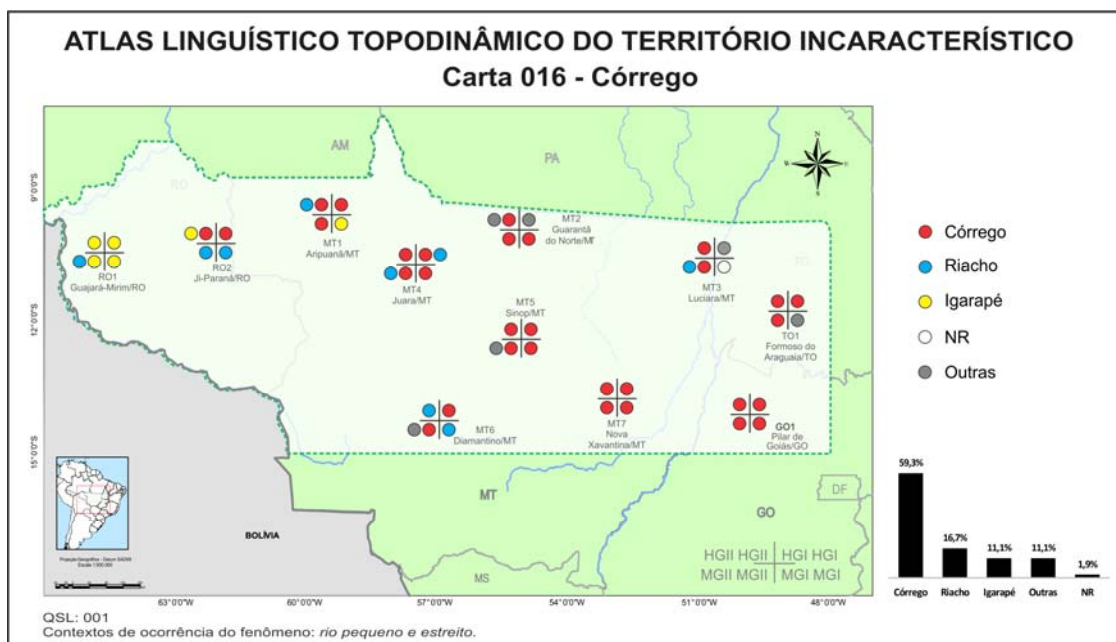 ATLAS LINGUÍSTICO TOPODINÂMICO DO TERRITÓRIO INCARACTERÍSTICO
Carta 016 - Córrego
AM
PA
RO
TO
9°0'0"S
12°0'0"S
15°0'0"S
N
RO1
Guajará-Mirim/RO
RO2
Ji-Paraná/RO
MT1
Aripuanã/MT
MT2
Guarantã
do Norte/MT
MT4
Juara/MT
MT3
Luciara/MT
MT5
Sinop/MT
TO1
Formoso do
Araguaia/TO
MT6
Diamantino/MT
MT7
Nova
Xavantina/MT
GO1
Pilar de
Goiás/GO
MT
GO
DF
MS
BOLÍVIA
HGII HGII HGI HGI
MGII MGII MGI MGI
63°0'0"W
60°0'0"W
57°0'0"W
54°0'0"W
51°0'0"W
48°0'0"W
Córrego
Riacho
Igarapé
NR
Outras
59,3%
16,7%
11,1%
11,1%
1,9%
Córrego
Riacho
Igarapé
Outras
NR
QSL: 001
Contextos de ocorrência do fenômeno: rio pequeno e estreito.